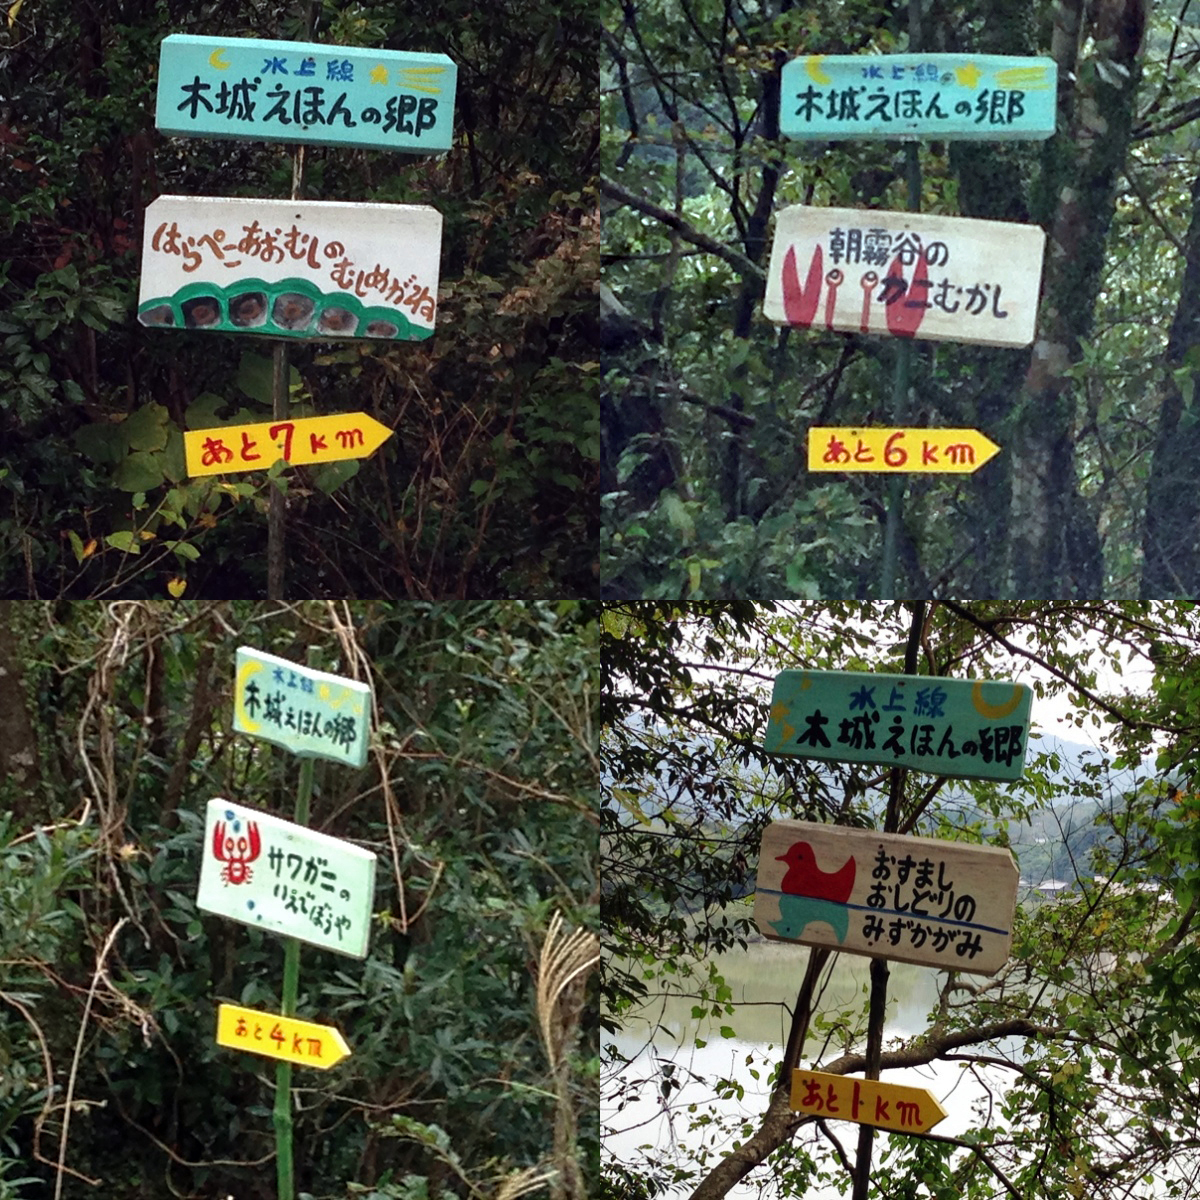 水上線
木城えほんの郷
はらぺこあおむしの
むしめがね
あと7km
水上線
木城えほんの郷
朝霧谷の
カニむかし
あと6km
水上線
木城えほんの郷
サワガニの
いえでぼうや
あと4km
水上線
木城えほんの郷
おすまし
おしどりの
みずかがみ
あと1km